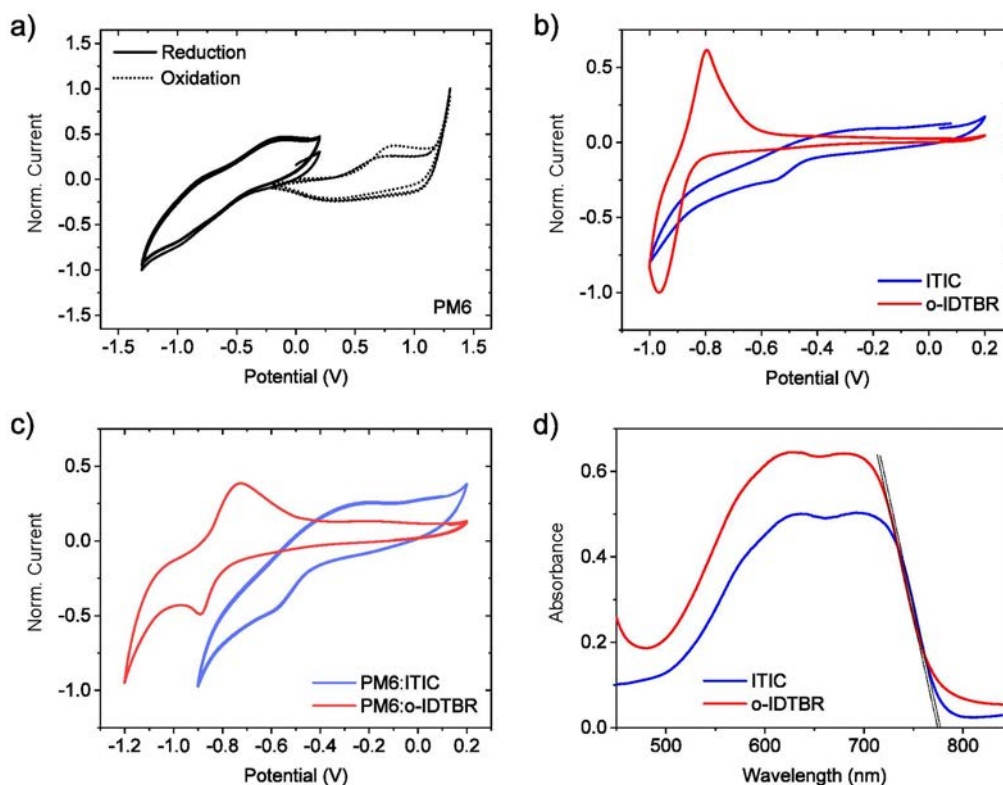 a)
1.5
1.0
0.5
0.0
-0.5
-1.0
-1.5
Norm. Current
Reduction
Oxidation
PM6
-1.5 -1.0 -0.5 0.0 0.5 1.0 1.5
Potential (V)
b)
0.5
0.0
-0.5
-1.0
Norm. Current
ITIC
o-IDTBR
-1.0 -0.8 -0.6 -0.4 -0.2 0.0 0.2
Potential (V)
c)
0.5
0.0
-0.5
-1.0
Norm. Current
PM6:ITIC
PM6:o-IDTBR
-1.2 -1.0 -0.8 -0.6 -0.4 -0.2 0.0 0.2
Potential (V)
d)
0.6
0.4
0.2
0.0
Absorbance
ITIC
o-IDTBR
500 600 700 800
Wavelength (nm)